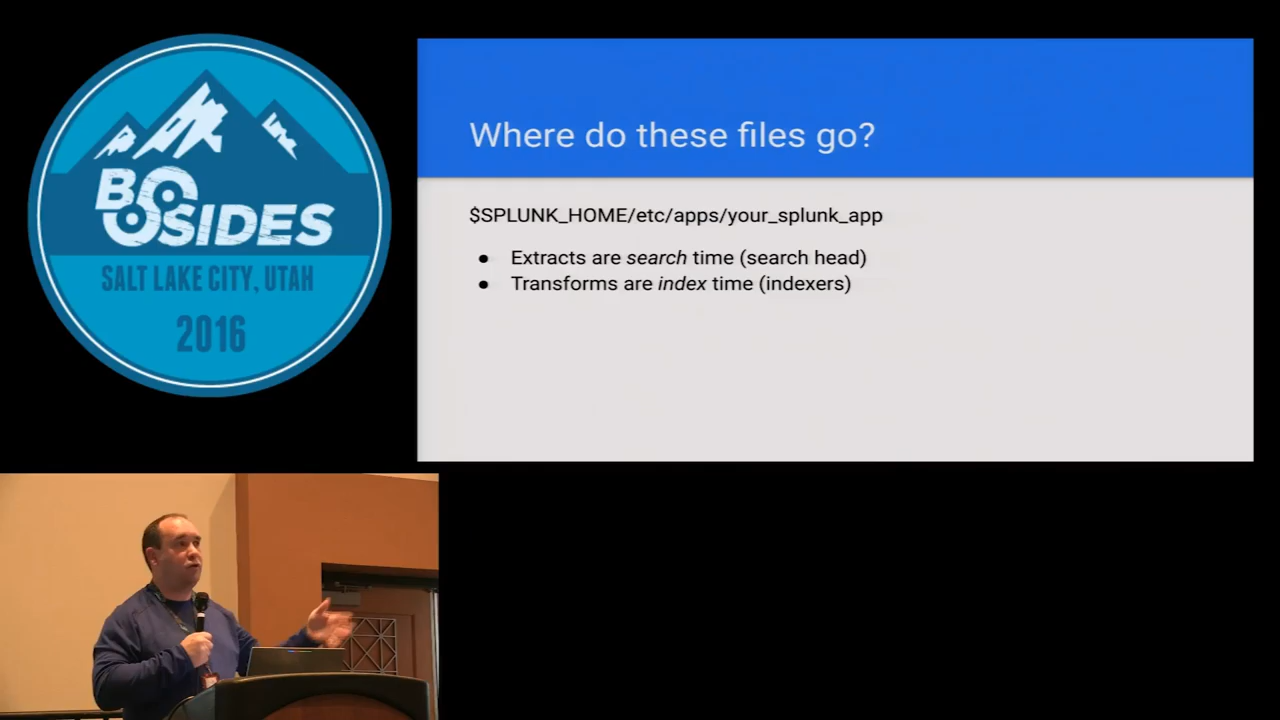 BSIDES
SALT LAKE CITY, UTAH
2016
Where do these files go?
$SPLUNK_HOME/etc/apps/your_splunk_app
● Extracts are search time (search head)
● Transforms are index time (indexers)